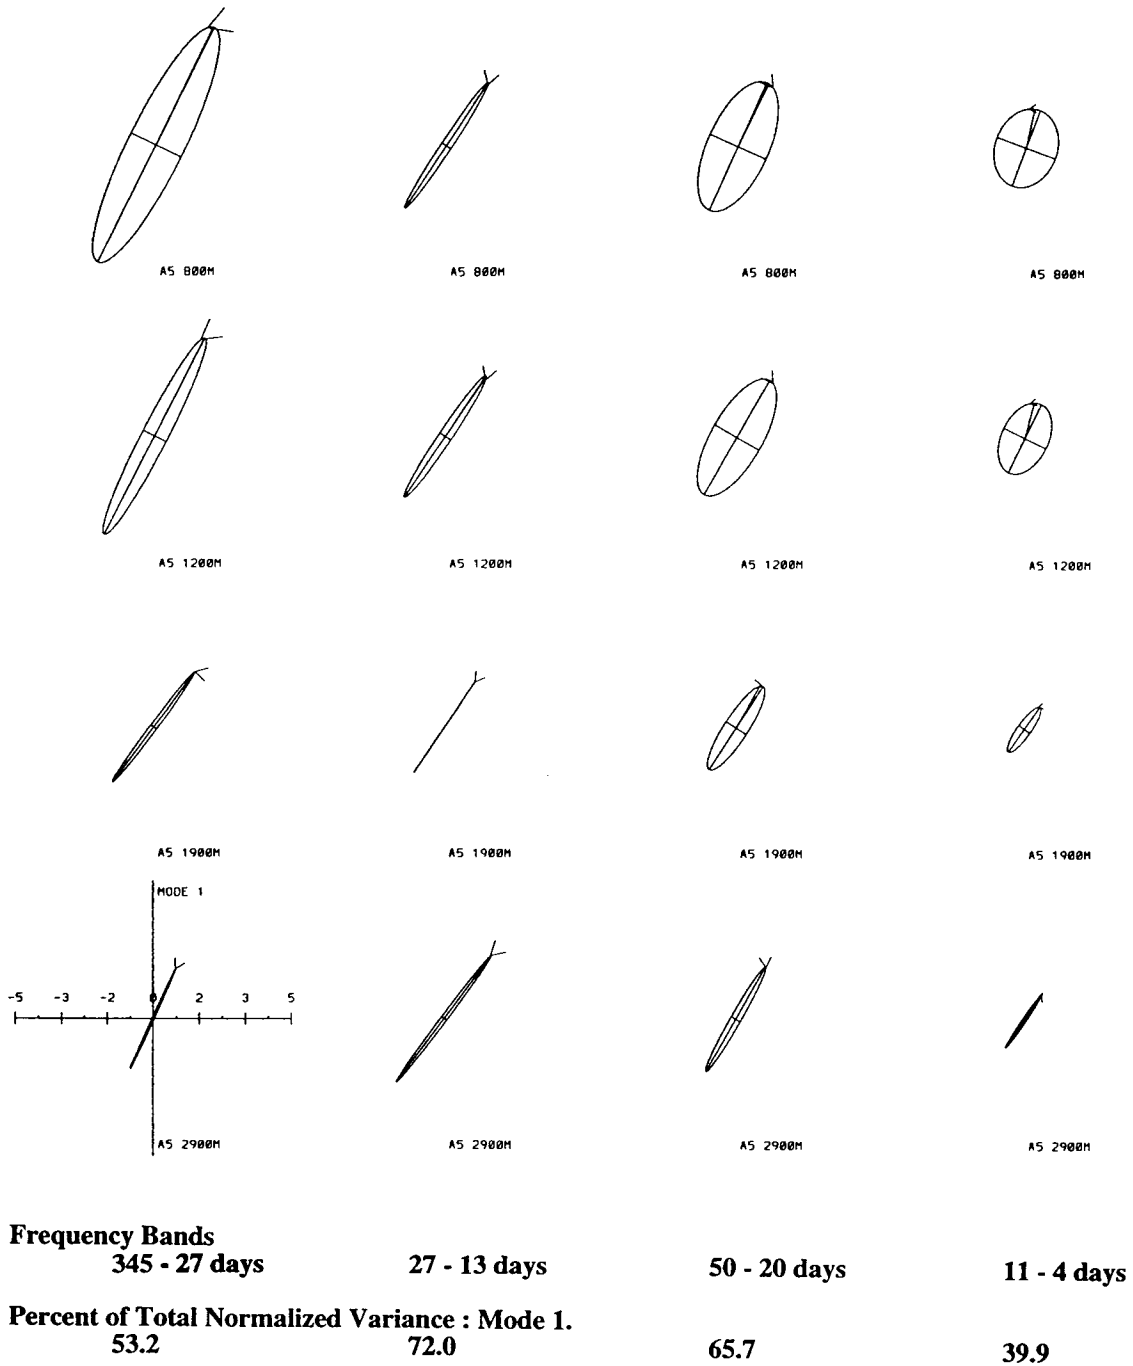 A5 800M A5 800M A5 800M A5 800M
A5 1200M A5 1200M A5 1200M A5 1200M
A5 1900M A5 1900M A5 1900M A5 1900M
MODE 1
-5 -3 -2 0 2 3 5
A5 2900M A5 2900M A5 2900M A5 2900M
Frequency Bands
345 - 27 days 27 - 13 days 50 - 20 days 11 - 4 days
Percent of Total Normalized Variance : Mode 1.
53.2 72.0 65.7 39.9